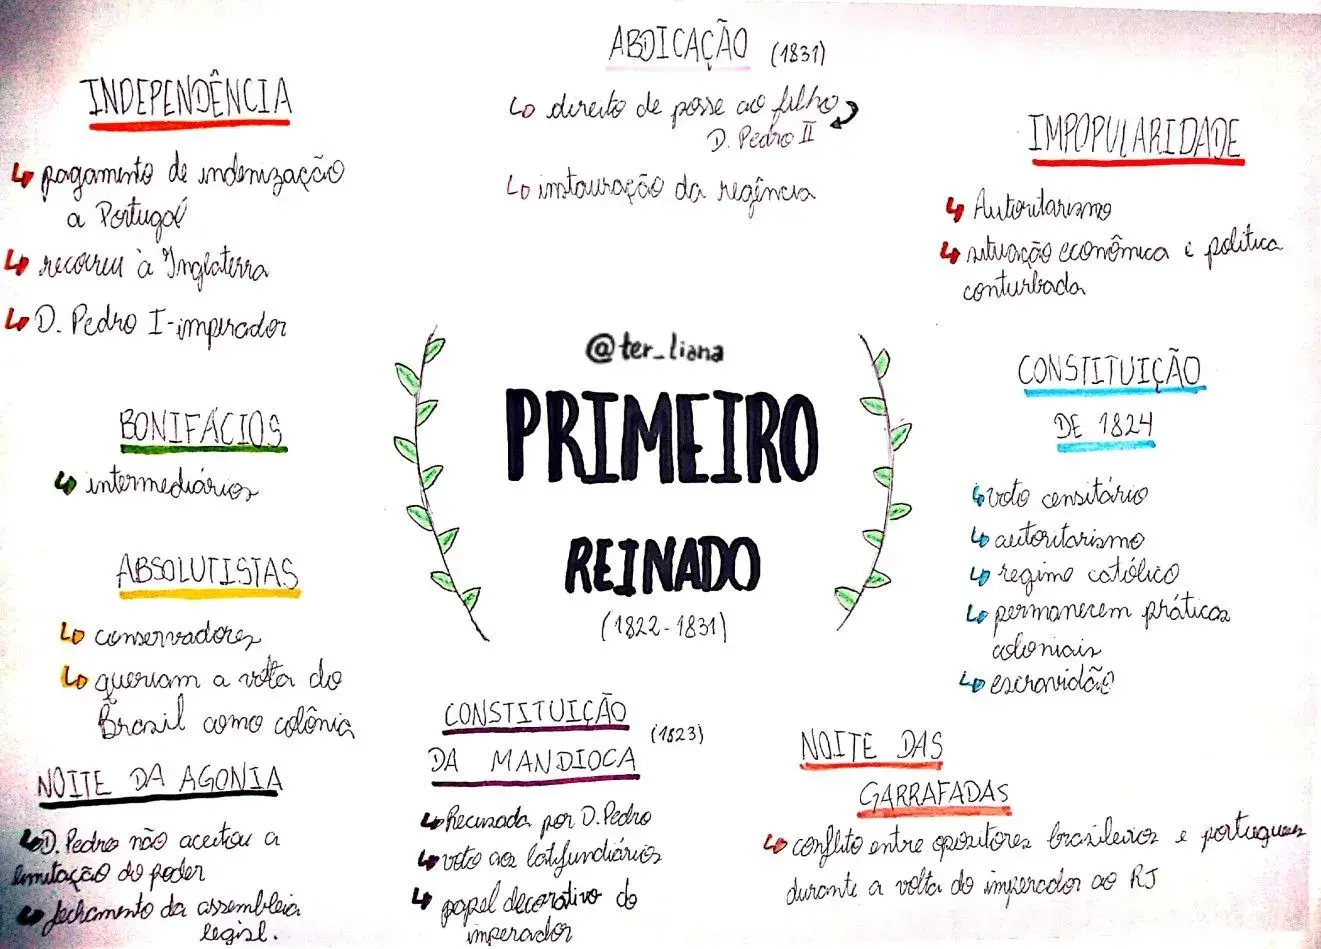 ABDICAÇÃO (1831)
direito de posse ao filho
D. Pedro II
instauração da regência
INDEPENDÊNCIA
pagamento de indenização
a Portugal
recorreu à Inglaterra
D. Pedro I - imperador
IMPOPULARIDADE
Autoritarismo
situação econômica e política
conturbada
@ter_liana
PRIMEIRO
REINADO
(1822-1831)
BONIFÁCIOS
intermediários
ABSOLUTISTAS
conservadores
queriam a volta do
Brasil como colônia
CONSTITUIÇÃO
DE 1824
voto censitário
autoritarismo
regime católico
permanecem práticas
coloniais
escravidão
NOITE DA AGONIA
D. Pedro não aceitou a
limitação do poder
fechamento da assembleia
legisl.
CONSTITUIÇÃO
DA MANDIOCA (1823)
Recusada por D. Pedro
voto aos latifundiários
papel decorativo do
imperador
NOITE DAS
GARRAFADAS
conflito entre opositores brasileiros e portugueses
durante a volta do imperador ao RJ